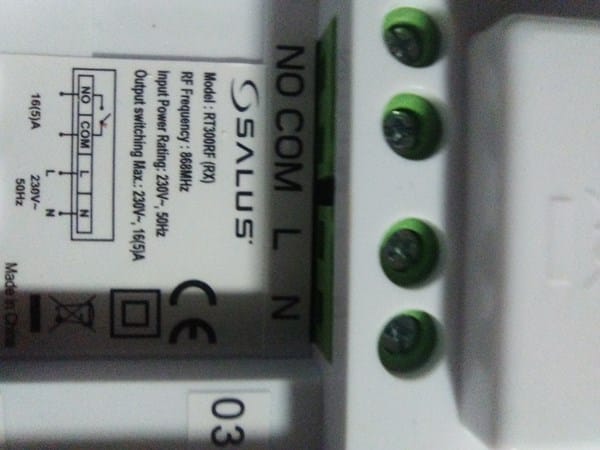 NO COM L N
SALUS
Model : RT300RF (RX)
RF Frequency : 868MHz
Input Power Rating: 230V~, 50Hz
Output switching Max.: 230V~, 16(5)A
NO COM L N
L N
16(5)A 230V~
50Hz
CE
Made in China
03